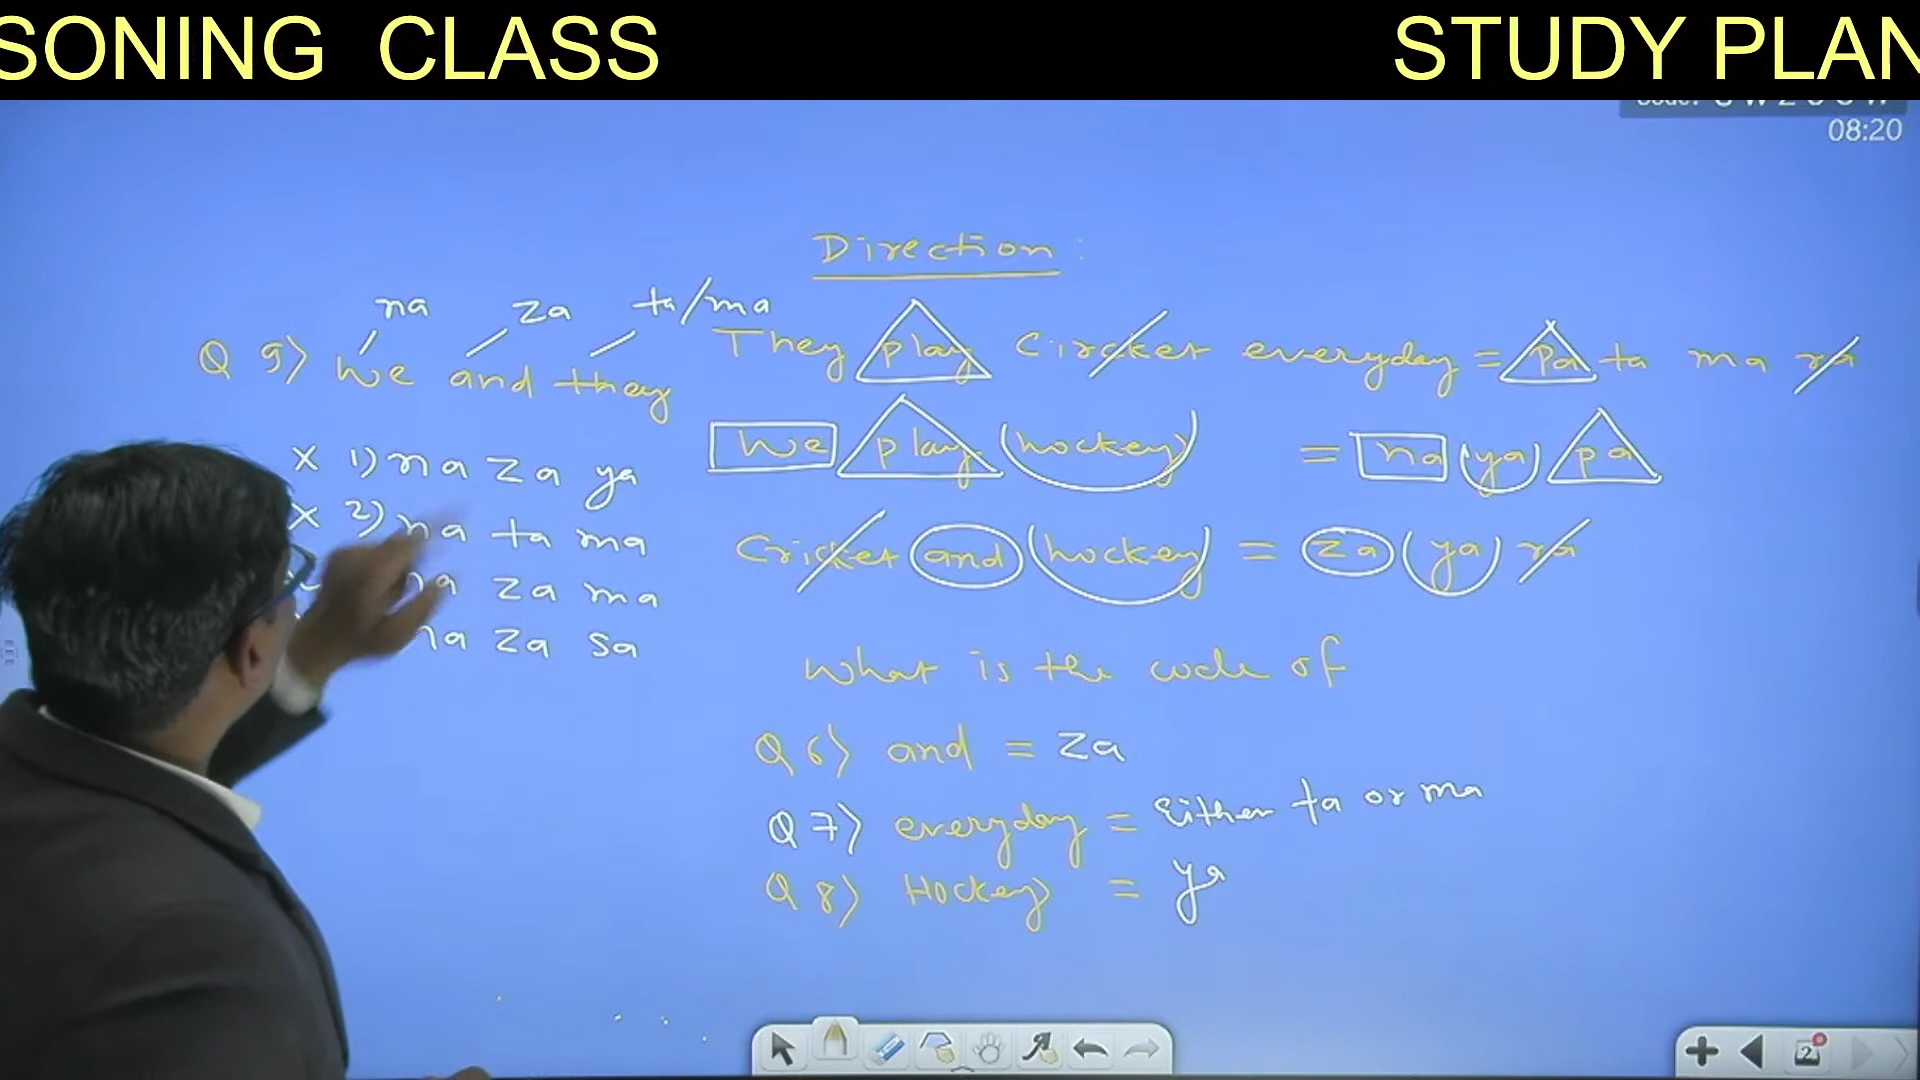 SONING CLASS STUDY PLAN
08:20
Direction:
na za ta/ma
Q 9) We and they
They play Circket everyday = pa ta ma ra
We play hockey = na ya pa
X 1) na za ya
X 2) na ta ma
Cricket and hockey = za ya ra
za ma
na za sa
What is the code of
Q 6) and = za
Q 7) everyday = Either ta or ma
Q 8) Hockey = ya
2